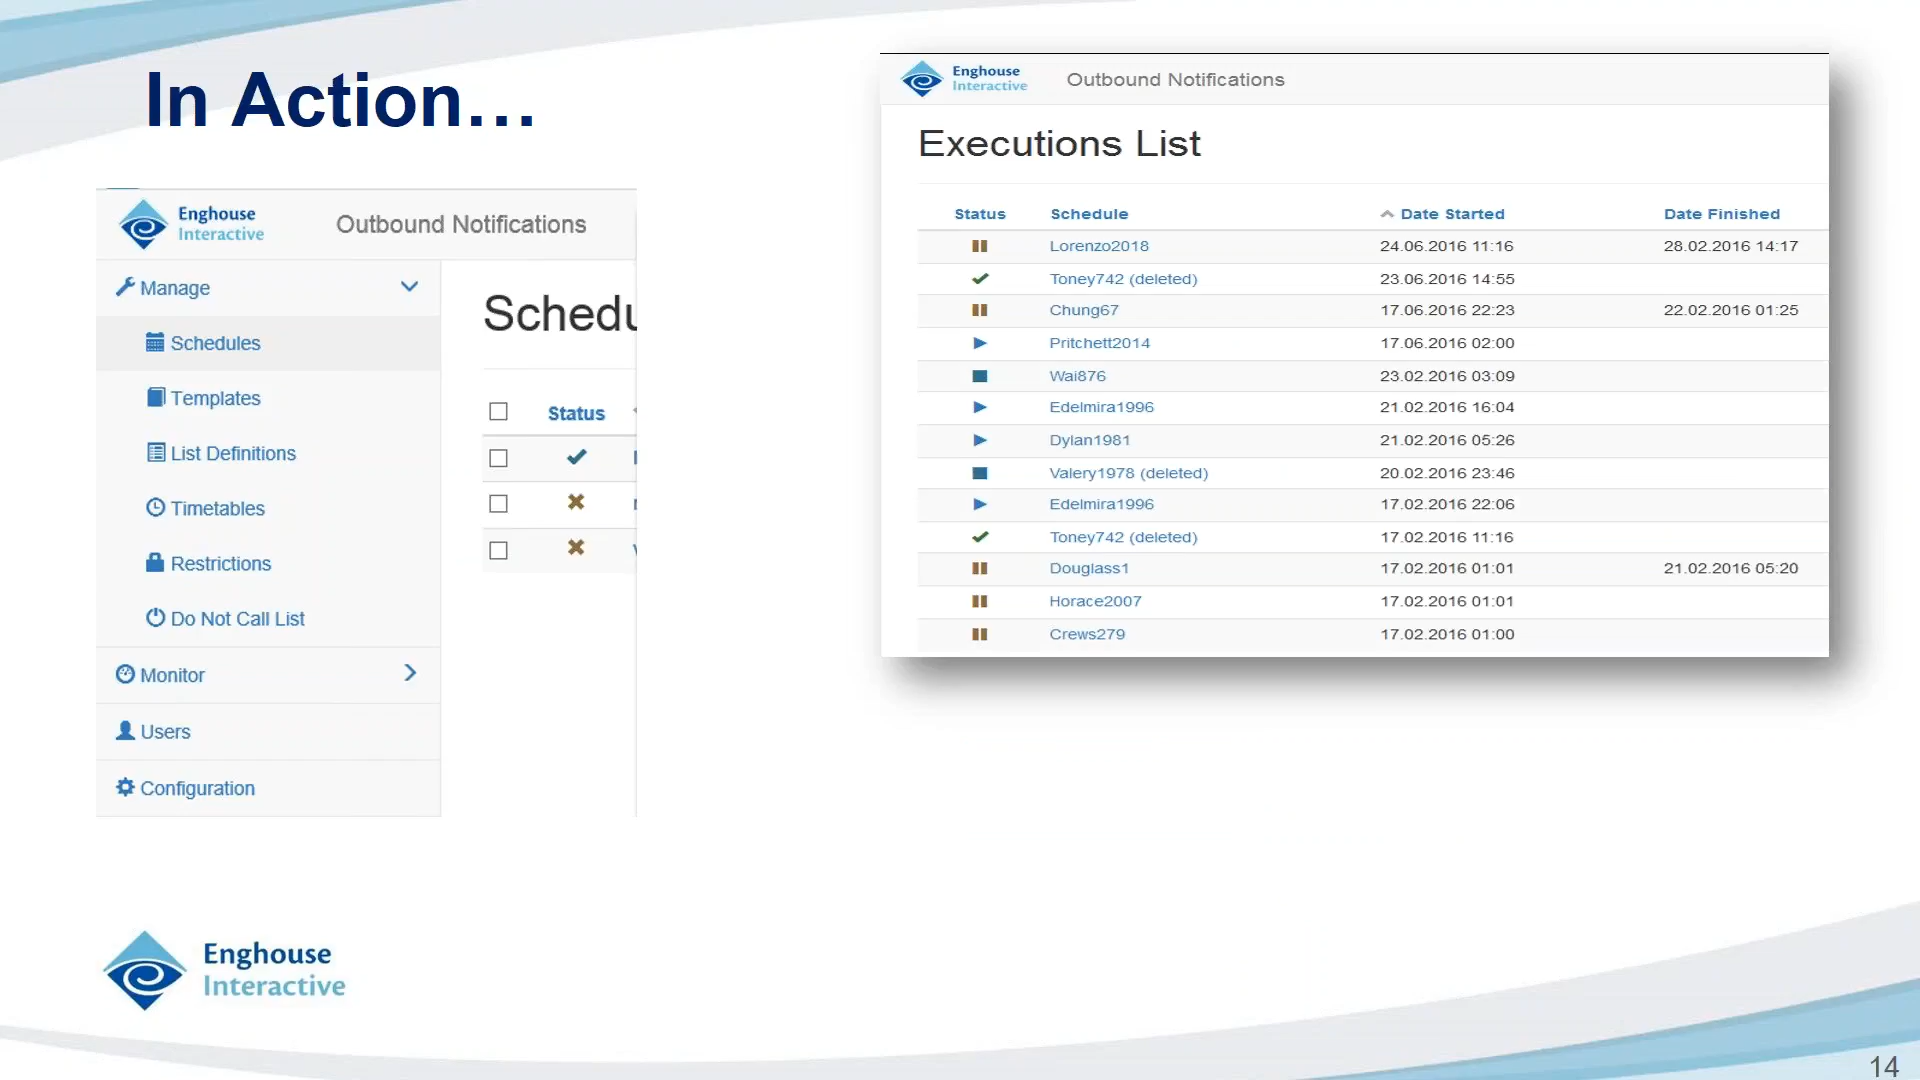 In Action…
Enghouse
Interactive
Outbound Notifications
Manage
Schedules
Templates
List Definitions
Timetables
Restrictions
Do Not Call List
Monitor
Users
Configuration
Schedu
Status
Enghouse
Interactive
Outbound Notifications
Executions List
Status Schedule Date Started Date Finished
Lorenzo2018 24.06.2016 11:16 28.02.2016 14:17
Toney742 (deleted) 23.06.2016 14:55
Chung67 17.06.2016 22:23 22.02.2016 01:25
Pritchett2014 17.06.2016 02:00
Wai876 23.02.2016 03:09
Edelmira1996 21.02.2016 16:04
Dylan1981 21.02.2016 05:26
Valery1978 (deleted) 20.02.2016 23:46
Edelmira1996 17.02.2016 22:06
Toney742 (deleted) 17.02.2016 11:16
Douglass1 17.02.2016 01:01 21.02.2016 05:20
Horace2007 17.02.2016 01:01
Crews279 17.02.2016 01:00
Enghouse
Interactive
14